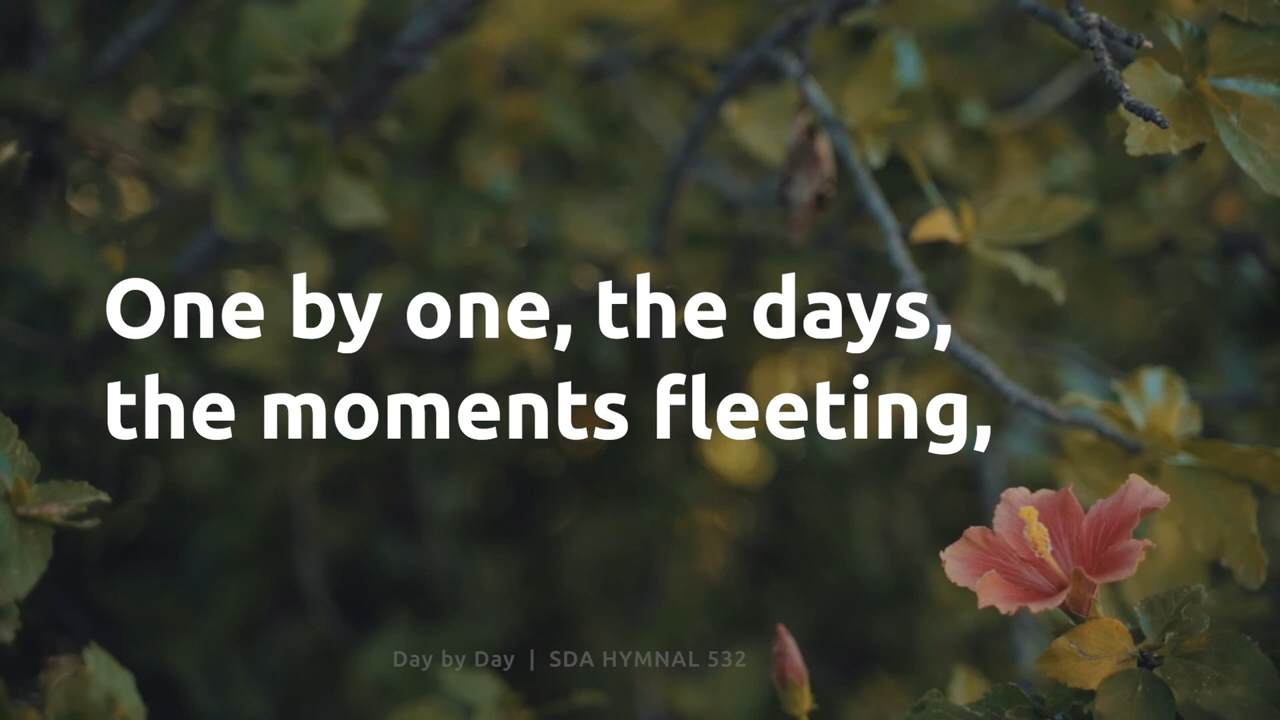 One by one, the days,
the moments fleeting,
Day by Day | SDA HYMNAL 532